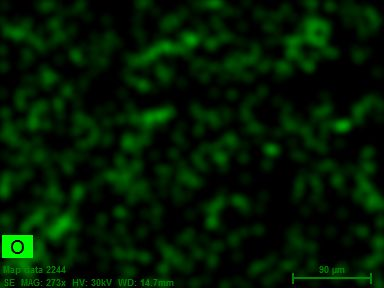 O
90 µm
Map data 2244
SE MAG: 273x HV: 30kV WD: 14.7mm